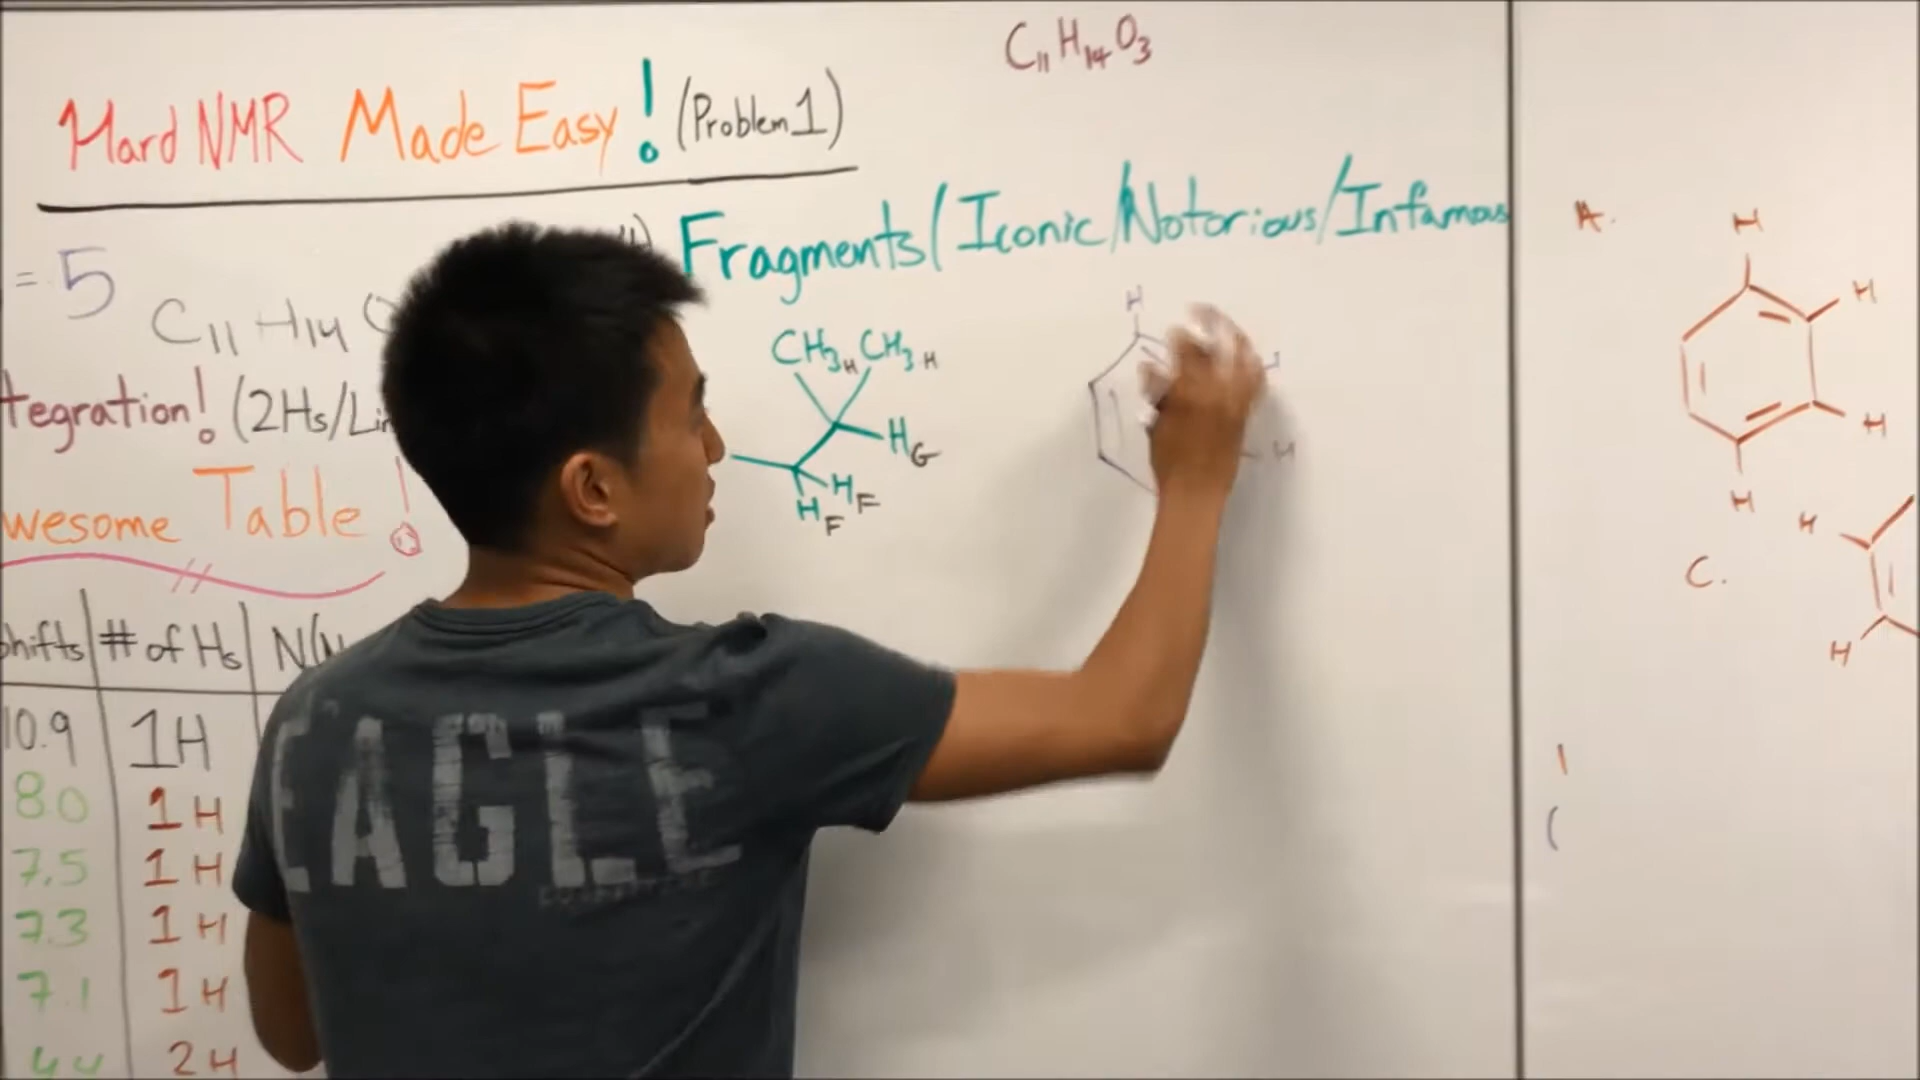 C11H14O3
Hard NMR Made Easy! (Problem 1)
Fragments (Iconic/Notorious/Infamous
= 5
C11H14
tegration! (2Hs/Li
wesome Table!
CH3 H CH3 H
HG
HF
HF
H
H
hifts # of Hs
10.9 1H
8.0 1H
7.5 1H
7.3 1H
7.1 1H
2H
EAGLE
A.
H
H
H
H
C.
H
H